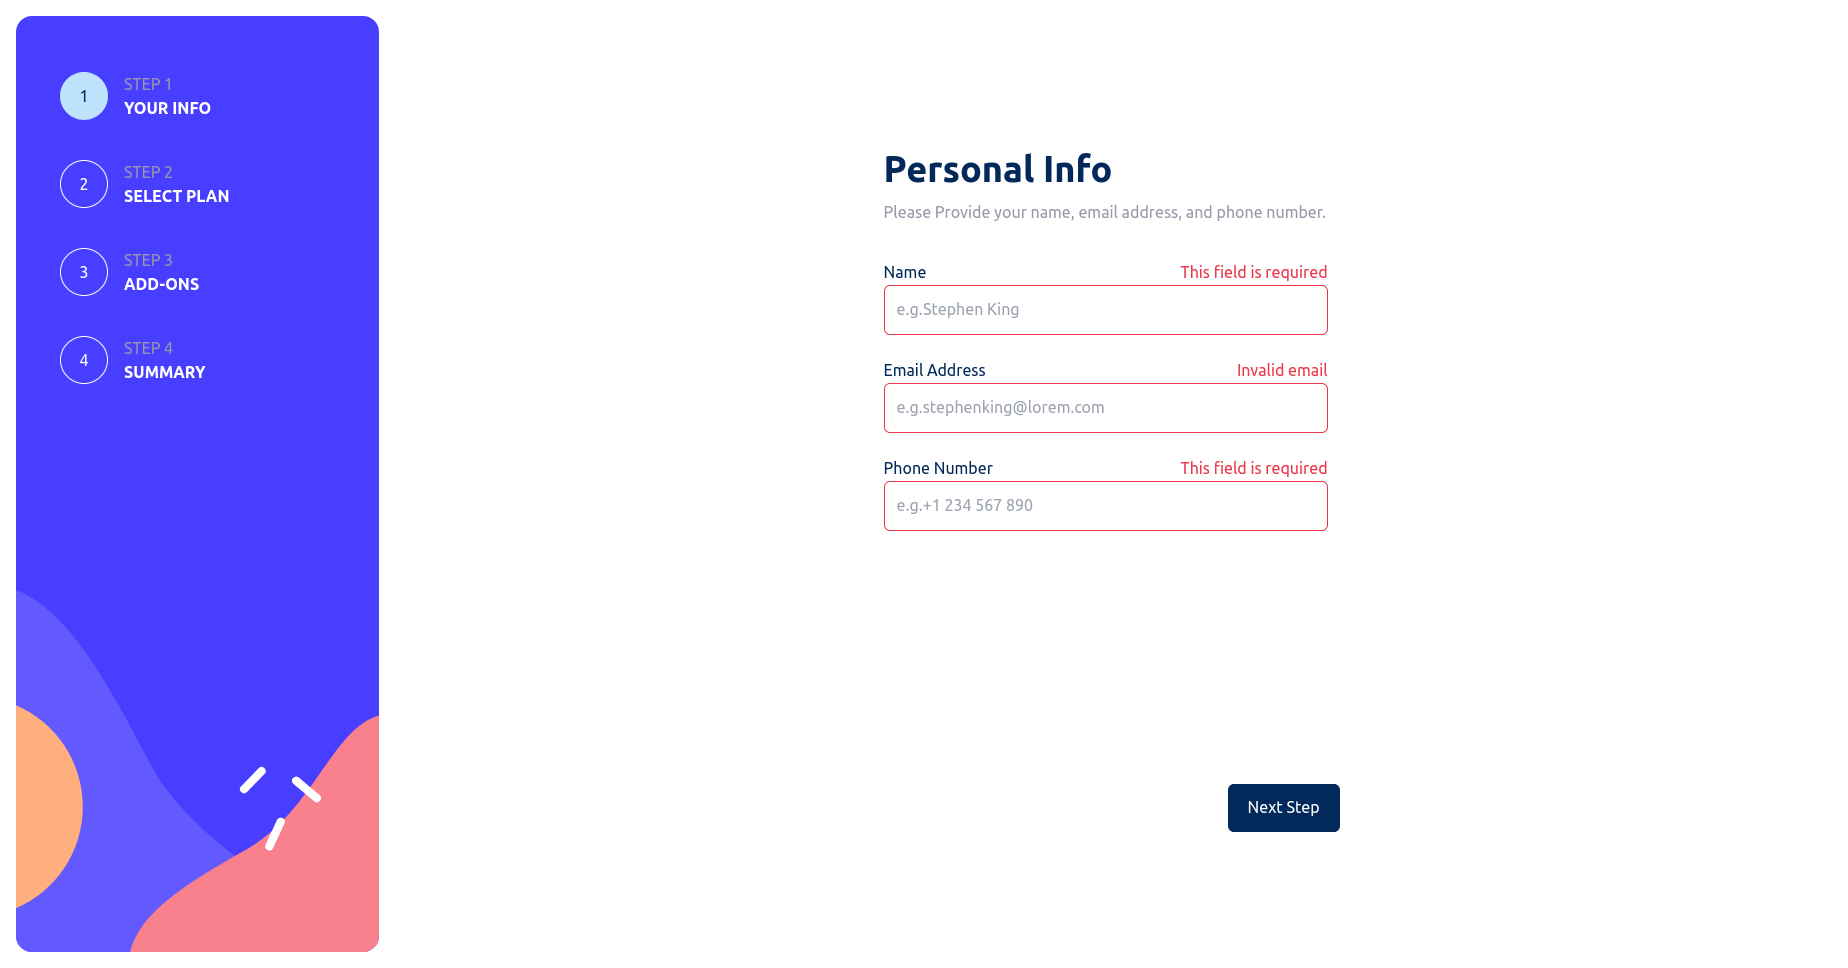 1
STEP 1
YOUR INFO
2
STEP 2
SELECT PLAN
3
STEP 3
ADD-ONS
4
STEP 4
SUMMARY
Personal Info
Please Provide your name, email address, and phone number.
Name
This field is required
e.g.Stephen King
Email Address
Invalid email
e.g.stephenking@lorem.com
Phone Number
This field is required
e.g.+1 234 567 890
Next Step